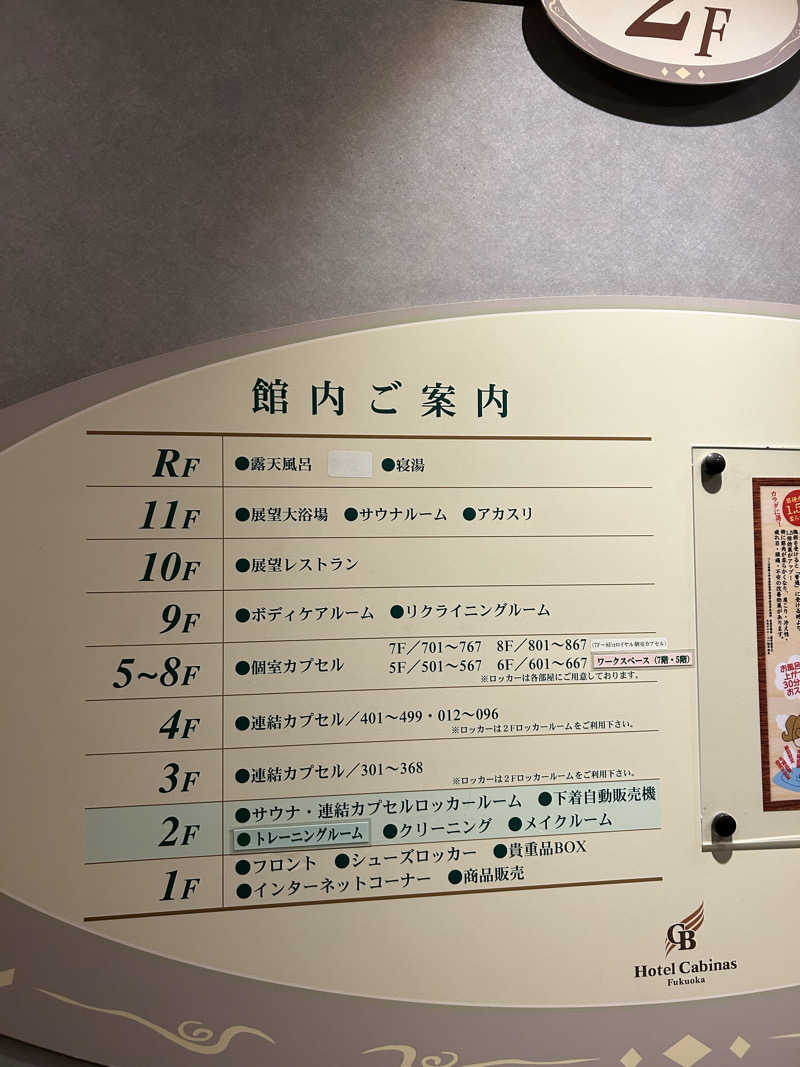 2F
館内ご案内
RF ●露天風呂 ●寝湯
11F ●展望大浴場 ●サウナルーム ●アカスリ
10F ●展望レストラン
9F ●ボディケアルーム ●リクライニングルーム
5~8F ●個室カプセル
7F/701〜767 8F/801〜867
5F/501〜567 6F/601〜667 ワークスペース(7階・5階)
※ロッカーは各部屋にご用意しております。
4F ●連結カプセル/401〜499・012〜096
※ロッカーは2Fロッカールームをご利用下さい。
3F ●連結カプセル/301〜368
※ロッカーは2Fロッカールームをご利用下さい。
2F ●サウナ・連結カプセルロッカールーム ●下着自動販売機
●トレーニングルーム ●クリーニング ●メイクルーム
1F ●フロント ●シューズロッカー ●貴重品BOX
●インターネットコーナー ●商品販売
CB
Hotel Cabinas
Fukuoka